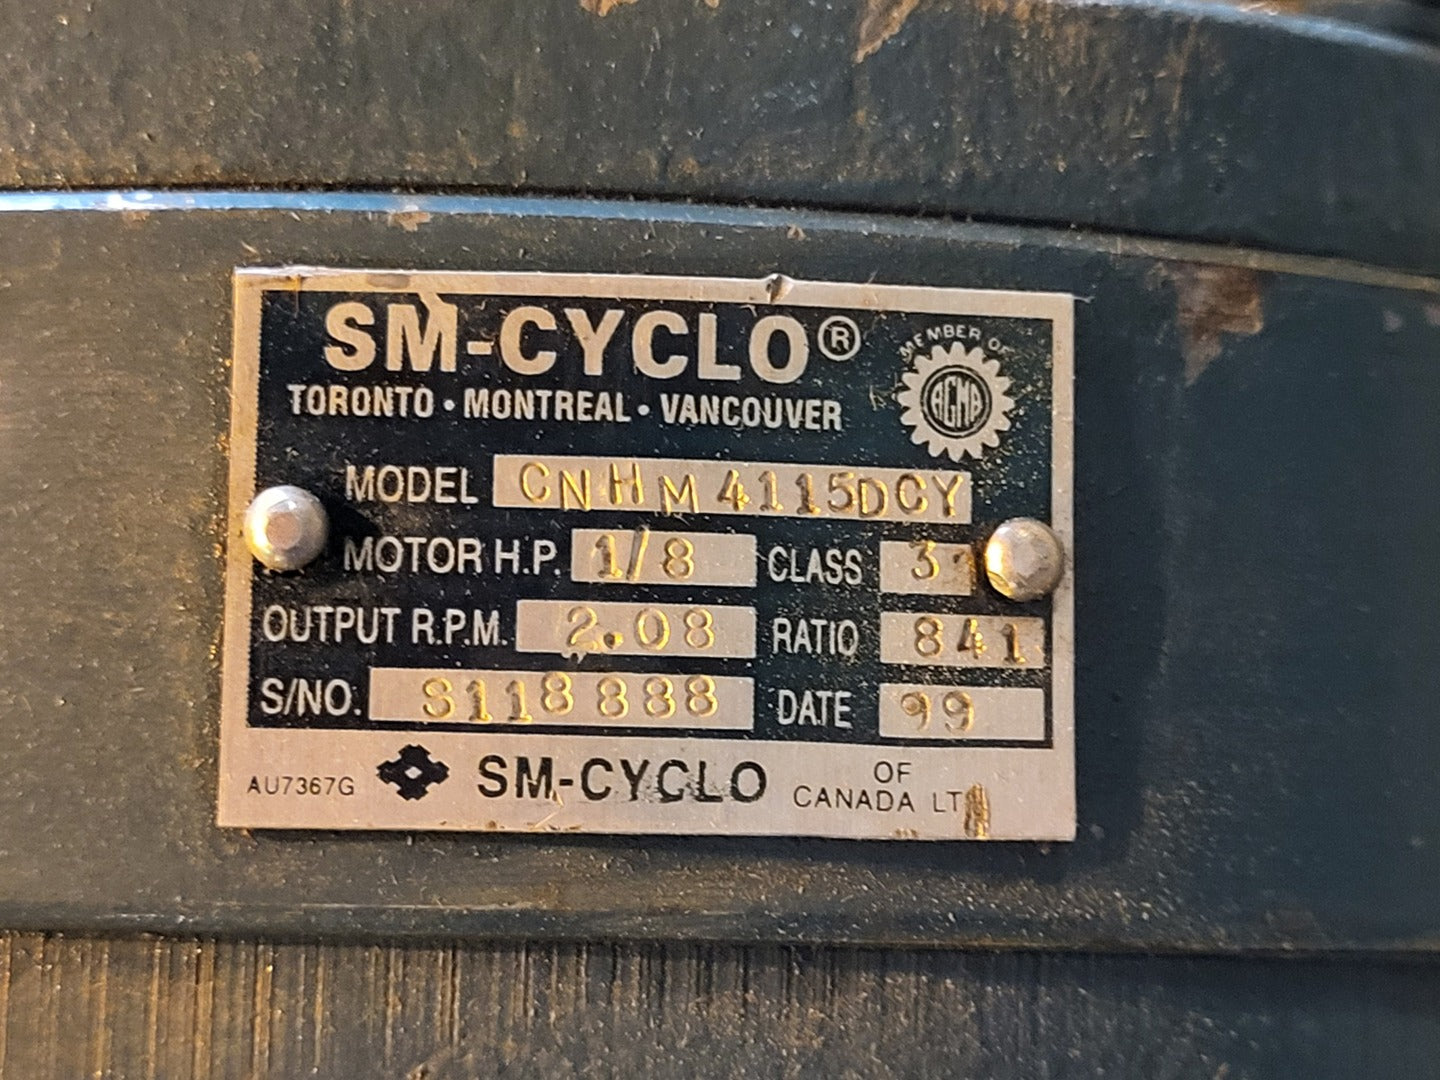 SM-CYCLO®
MEMBER OF
AGMA
TORONTO • MONTREAL • VANCOUVER
MODEL CNHM4115DCY
MOTOR H.P. 1/8 CLASS 3
OUTPUT R.P.M. 2.08 RATIO 841
S/NO. S118888 DATE 99
AU7367G SM-CYCLO OF
CANADA